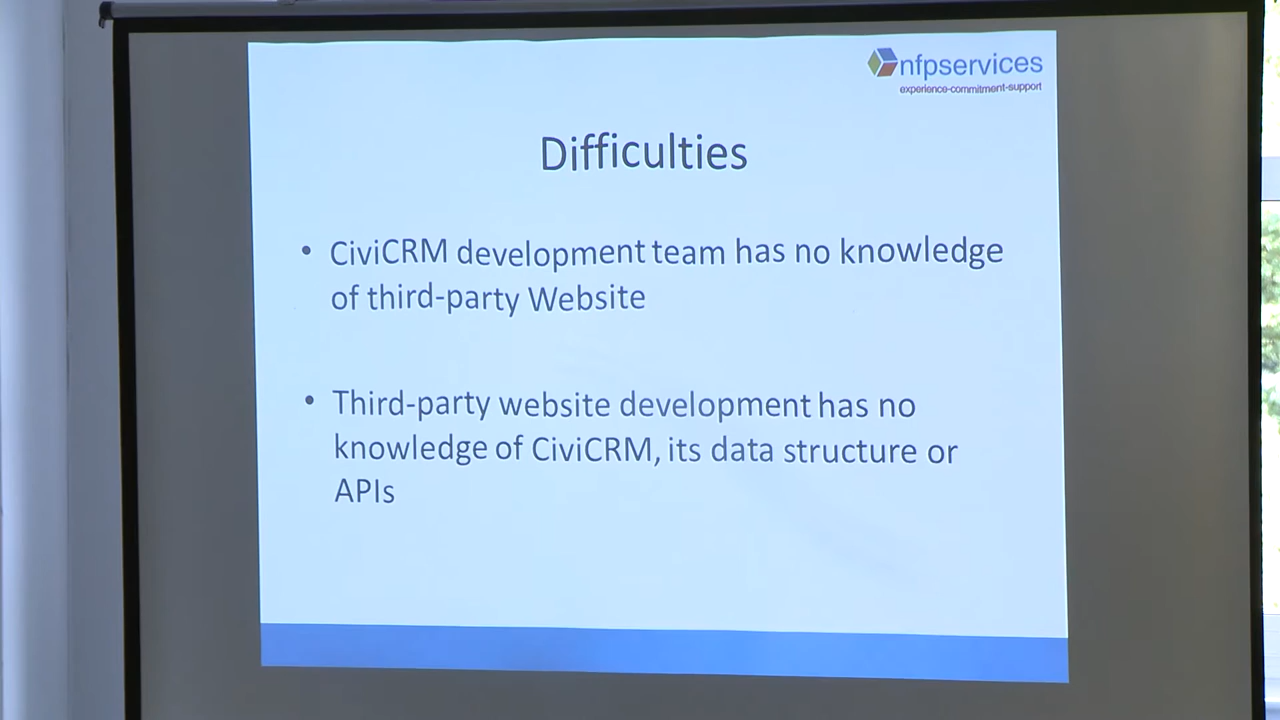 nfpservices
experience-commitment-support
Difficulties
• CiviCRM development team has no knowledge
of third-party Website
• Third-party website development has no
knowledge of CiviCRM, its data structure or
APIs